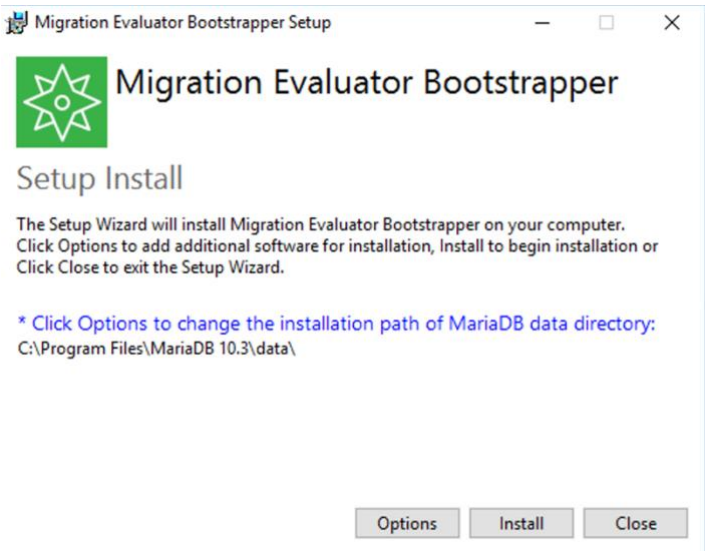 Migration Evaluator Bootstrapper Setup
Migration Evaluator Bootstrapper
Setup Install
The Setup Wizard will install Migration Evaluator Bootstrapper on your computer.
Click Options to add additional software for installation, Install to begin installation or
Click Close to exit the Setup Wizard.
* Click Options to change the installation path of MariaDB data directory:
C:\Program Files\MariaDB 10.3\data\
Options Install Close